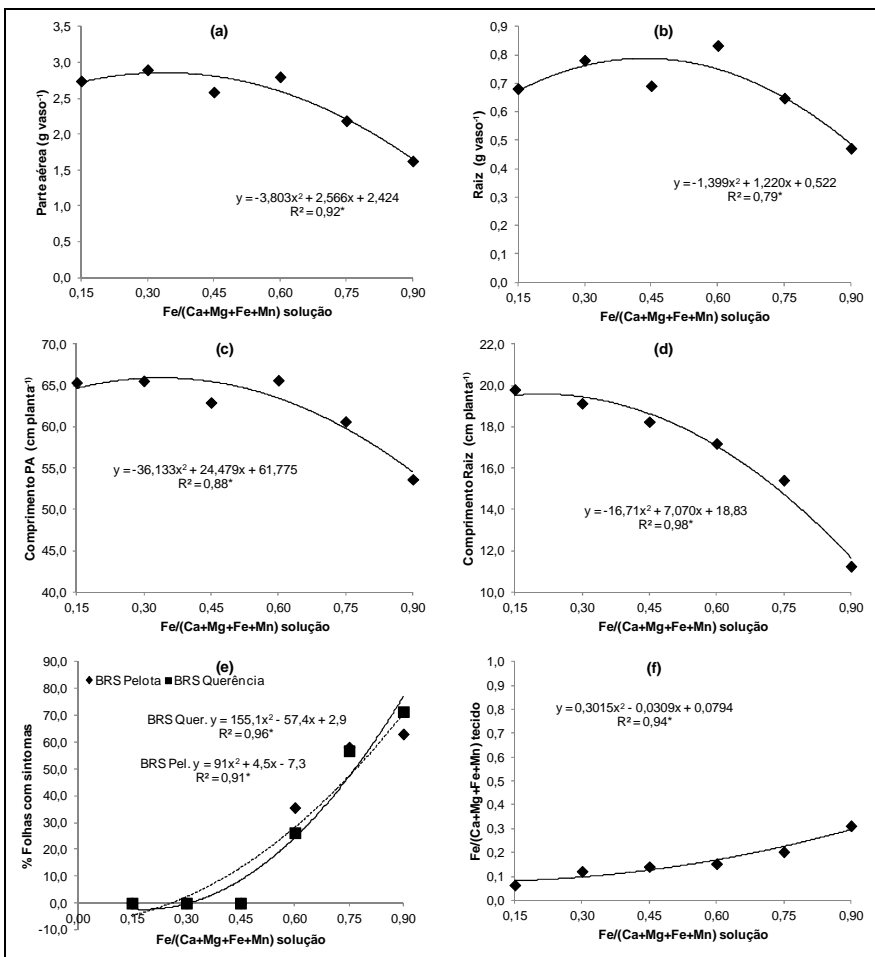 (a)
3,5
3,0
2,5
2,0
1,5
1,0
0,5
0,0
Parte aérea (g vaso⁻¹)
y = -3,803x² + 2,566x + 2,424
R² = 0,92*
0,15 0,30 0,45 0,60 0,75 0,90
Fe/(Ca+Mg+Fe+Mn) solução
(b)
0,9
0,8
0,7
0,6
0,5
0,4
0,3
0,2
0,1
0,0
Raiz (g vaso⁻¹)
y = -1,399x² + 1,220x + 0,522
R² = 0,79*
0,15 0,30 0,45 0,60 0,75 0,90
Fe/(Ca+Mg+Fe+Mn) solução
(c)
70,0
65,0
60,0
55,0
50,0
45,0
40,0
Comprimento PA (cm planta⁻¹)
y = -36,133x² + 24,479x + 61,775
R² = 0,88*
0,15 0,30 0,45 0,60 0,75 0,90
Fe/(Ca+Mg+Fe+Mn) solução
(d)
22,0
20,0
18,0
16,0
14,0
12,0
10,0
Comprimento Raiz (cm planta⁻¹)
y = -16,71x² + 7,070x + 18,83
R² = 0,98*
0,15 0,30 0,45 0,60 0,75 0,90
Fe/(Ca+Mg+Fe+Mn) solução
(e)
90,0
80,0
70,0
60,0
50,0
40,0
30,0
20,0
10,0
0,0
-10,0
% Folhas com sintomas
BRS Pelota BRS Querência
BRS Quer. y = 155,1x² - 57,4x + 2,9
R² = 0,96*
BRS Pel. y = 91x² + 4,5x - 7,3
R² = 0,91*
0,00 0,15 0,30 0,45 0,60 0,75 0,90
Fe/(Ca+Mg+Fe+Mn) solução
(f)
1,0
0,9
0,8
0,7
0,6
0,5
0,4
0,3
0,2
0,1
0,0
Fe/(Ca+Mg+Fe+Mn) tecido
y = 0,3015x² - 0,0309x + 0,0794
R² = 0,94*
0,15 0,30 0,45 0,60 0,75 0,90
Fe/(Ca+Mg+Fe+Mn) solução